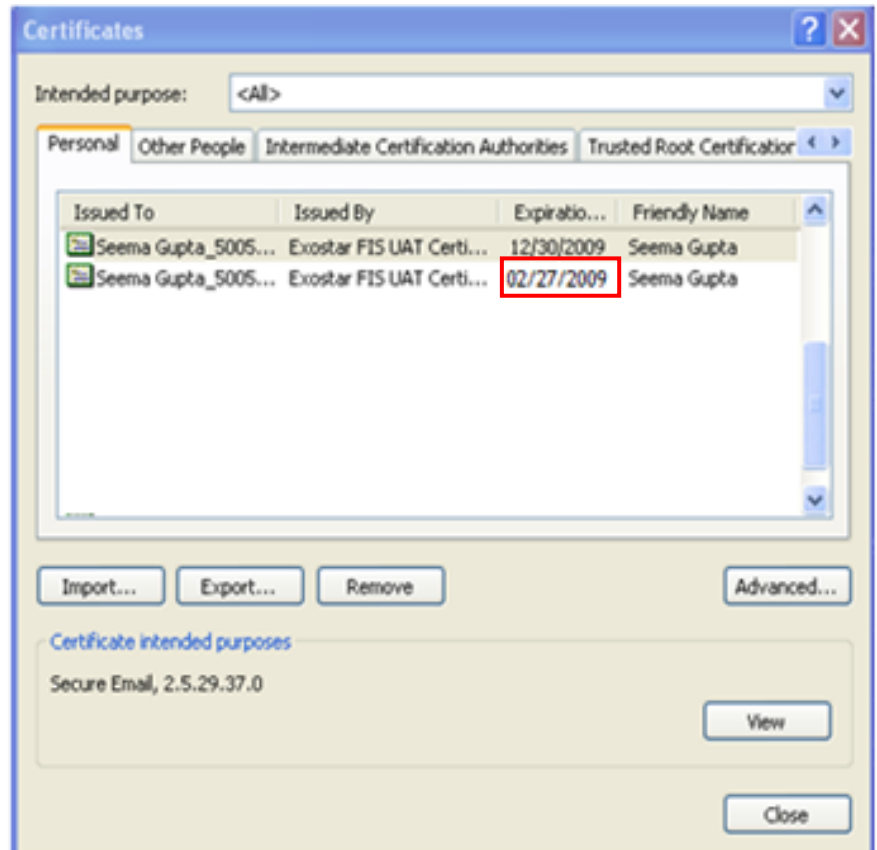 Certificates
Intended purpose: <All>
Personal Other People Intermediate Certification Authorities Trusted Root Certification
Issued To Issued By Expiratio... Friendly Name
Seema Gupta_5005... Exostar FIS UAT Certi... 12/30/2009 Seema Gupta
Seema Gupta_5005... Exostar FIS UAT Certi... 02/27/2009 Seema Gupta
Import... Export... Remove Advanced...
Certificate intended purposes
Secure Email, 2.5.29.37.0
View
Close